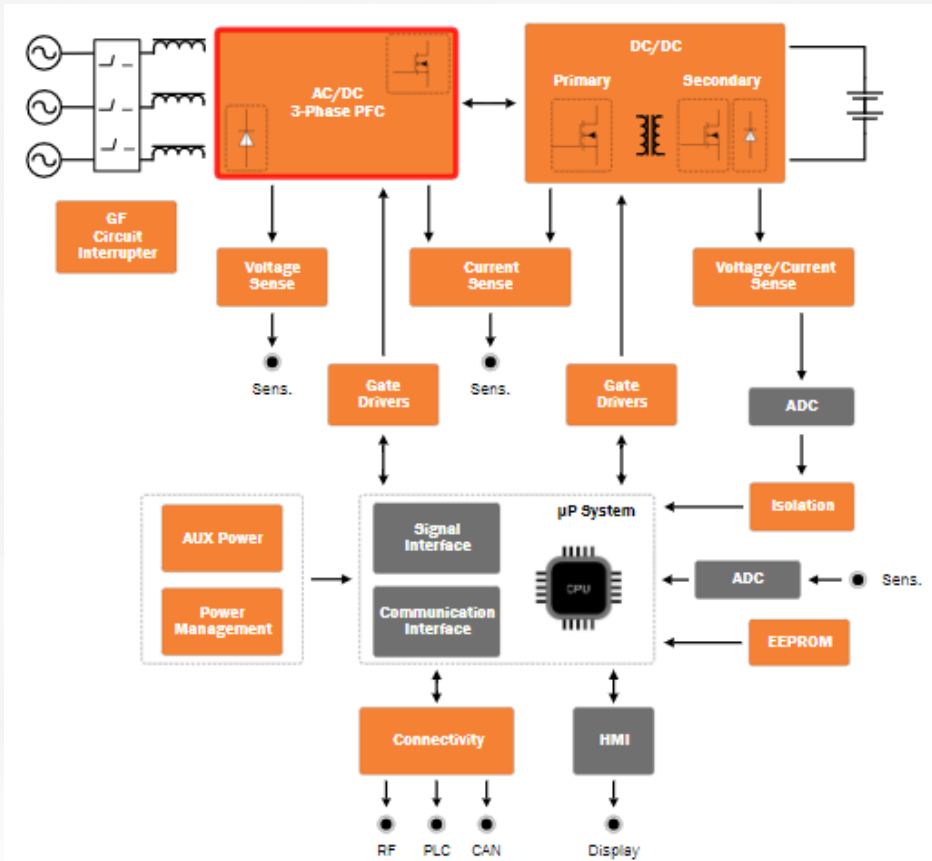 AC/DC
3-Phase PFC
DC/DC
Primary
Secondary
GF
Circuit
Interrupter
Voltage
Sense
Current
Sense
Voltage/Current
Sense
Sens.
Sens.
Gate
Drivers
Gate
Drivers
ADC
Isolation
AUX Power
Power
Management
Signal
Interface
Communication
Interface
µP System
CPU
ADC
Sens.
EEPROM
Connectivity
HMI
RF
PLC
CAN
Display